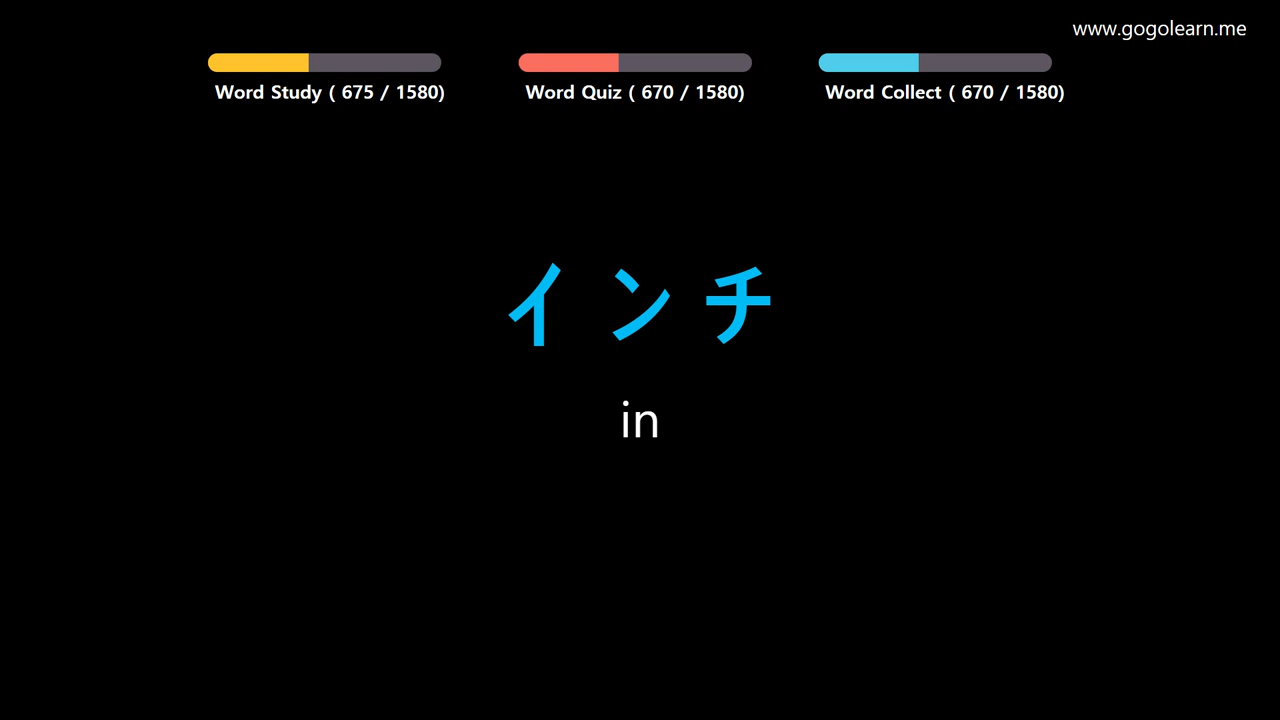 www.gogolearn.me
Word Study ( 675 / 1580)
Word Quiz ( 670 / 1580)
Word Collect ( 670 / 1580)
インチ
in